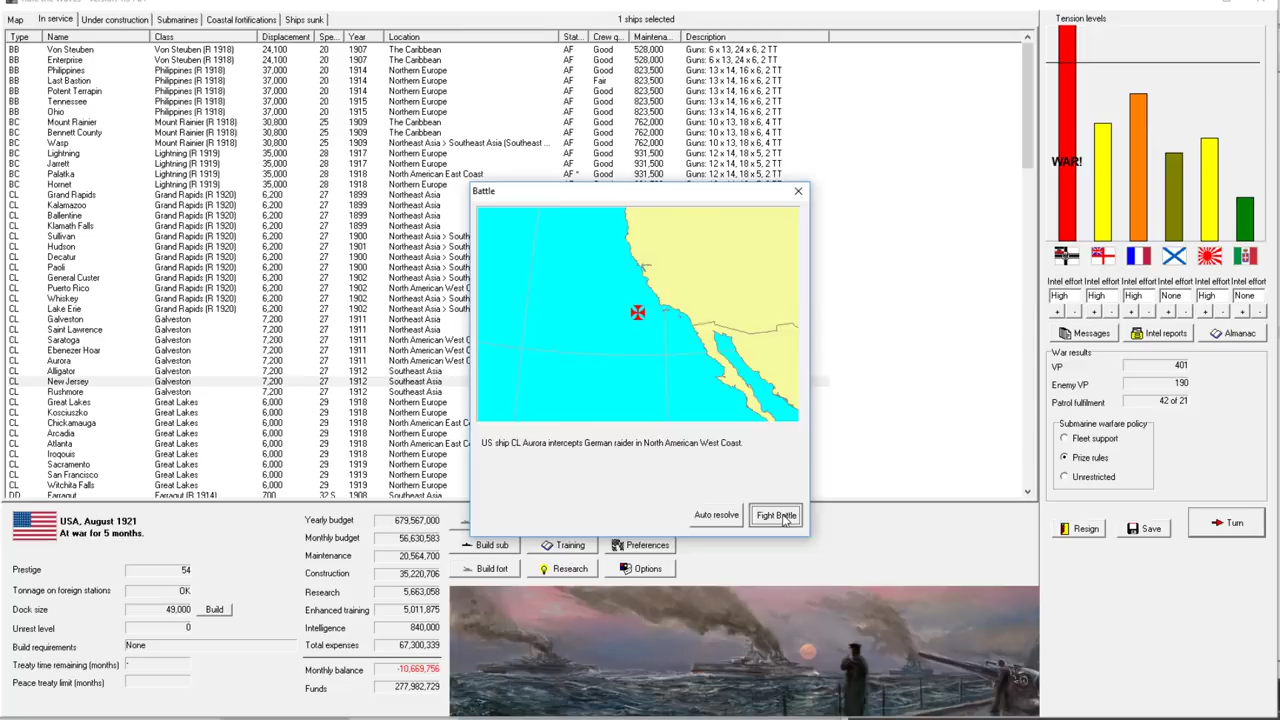 Map In service Under construction Submarines Coastal fortifications Ships sunk 1 ships selected
Type Name Class Displacement Spe... Year Location Stat... Crew q... Maintena... Description
BB Von Steuben Von Steuben (R 1918) 24,100 20 1907 The Caribbean AF Good 528,000 Guns: 6 x 13, 24 x 6, 2 TT
BB Enterprise Von Steuben (R 1918) 24,100 20 1907 The Caribbean AF Good 528,000 Guns: 6 x 13, 24 x 6, 2 TT
BB Philippines Philippines (R 1918) 37,000 20 1914 Northern Europe AF Good 823,500 Guns: 13 x 14, 16 x 6, 2 TT
BB Last Bastion Philippines (R 1918) 37,000 20 1914 Northern Europe AF Fair 823,500 Guns: 13 x 14, 16 x 6, 2 TT
BB Potent Terrapin Philippines (R 1918) 37,000 20 1914 Northern Europe AF Good 823,500 Guns: 13 x 14, 16 x 6, 2 TT
BB Tennessee Philippines (R 1918) 37,000 20 1915 Northern Europe AF Good 823,500 Guns: 13 x 14, 16 x 6, 2 TT
BB Ohio Philippines (R 1918) 37,000 20 1915 Northern Europe AF Good 823,500 Guns: 13 x 14, 16 x 6, 2 TT
BC Mount Rainier Mount Rainier (R 1918) 30,800 25 1909 The Caribbean AF Good 762,000 Guns: 10 x 13, 18 x 6, 4 TT
BC Bennett County Mount Rainier (R 1918) 30,800 25 1909 The Caribbean AF Good 762,000 Guns: 10 x 13, 18 x 6, 4 TT
BC Wasp Mount Rainier (R 1918) 30,800 25 1909 Northeast Asia > Southeast Asia (Southeast ... AF Good 762,000 Guns: 10 x 13, 18 x 6, 4 TT
BC Lightning Lightning (R 1919) 35,000 28 1917 Northern Europe AF Good 931,500 Guns: 12 x 14, 18 x 5, 2 TT
BC Jarrett Lightning (R 1919) 35,000 28 1917 Northern Europe AF Good 931,500 Guns: 12 x 14, 18 x 5, 2 TT
BC Palatka Lightning (R 1919) 35,000 28 1918 North American East Coast AF * Good 931,500 Guns: 12 x 14, 18 x 5, 2 TT
BC Hornet Lightning (R 1919) 35,000 28 1918 Northern Europe
CL Grand Rapids Grand Rapids (R 1920) 6,200 27 1899 Northeast Asia
CL Kalamazoo Grand Rapids (R 1920) 6,200 27 1899 Northeast Asia
CL Ballentine Grand Rapids (R 1920) 6,200 27 1899 Northeast Asia
CL Klamath Falls Grand Rapids (R 1920) 6,200 27 1899 Northeast Asia
CL Sullivan Grand Rapids (R 1920) 6,200 27 1900 Northeast Asia > South
CL Hudson Grand Rapids (R 1920) 6,200 27 1901 Northeast Asia > South
CL Decatur Grand Rapids (R 1920) 6,200 27 1900 Northeast Asia > South
CL Paoli Grand Rapids (R 1920) 6,200 27 1900 Northeast Asia > South
CL General Custer Grand Rapids (R 1920) 6,200 27 1902 Northeast Asia > South
CL Puerto Rico Grand Rapids (R 1920) 6,200 27 1902 North American West C
CL Whiskey Grand Rapids (R 1920) 6,200 27 1902 Northeast Asia > South
CL Lake Erie Grand Rapids (R 1920) 6,200 27 1902 Northeast Asia > South
CL Galveston Galveston 7,200 27 1911 Northeast Asia
CL Saint Lawrence Galveston 7,200 27 1911 Northeast Asia
CL Saratoga Galveston 7,200 27 1911 North American West C
CL Ebenezer Hoar Galveston 7,200 27 1911 North American West C
CL Aurora Galveston 7,200 27 1911 North American West C
CL Alligator Galveston 7,200 27 1912 Southeast Asia
CL New Jersey Galveston 7,200 27 1912 Southeast Asia
CL Rushmore Galveston 7,200 27 1912 Southeast Asia
CL Great Lakes Great Lakes 6,000 29 1918 Northern Europe
CL Kosciuszko Great Lakes 6,000 29 1918 Northern Europe
CL Chickamauga Great Lakes 6,000 29 1918 North American East C
CL Arcadia Great Lakes 6,000 29 1918 Northern Europe
CL Atlanta Great Lakes 6,000 29 1918 North American East C
CL Iroquois Great Lakes 6,000 29 1918 Northern Europe
CL Sacramento Great Lakes 6,000 29 1918 Northern Europe
CL San Francisco Great Lakes 6,000 29 1918 Northern Europe
CL Witchita Falls Great Lakes 6,000 29 1919 Northern Europe
DD Farragut Farragut (R 1914) 700 32 S 1908 Southeast Asia
Battle
US ship CL Aurora intercepts German raider in North American West Coast.
Auto resolve Fight Battle
Tension levels
WAR!
Intel effort Intel effort Intel effort Intel effort Intel effort Intel effort
High High High None High None
+ - + - + - + - + - + -
Messages Intel reports Almanac
War results
VP 401
Enemy VP 190
Patrol fulfilment 42 of 21
Submarine warfare policy
Fleet support
Prize rules
Unrestricted
Resign Save Turn
USA, August 1921
At war for 5 months.
Prestige 54
Tonnage on foreign stations OK
Dock size 49,000 Build
Unrest level 0
Build requirements None
Treaty time remaining (months) -
Peace treaty limit (months)
Yearly budget 679,567,000
Monthly budget 56,630,583
Maintenance 20,564,700
Construction 35,220,706
Research 5,663,058
Enhanced training 5,011,875
Intelligence 840,000
Total expenses 67,300,339
Monthly balance -10,669,756
Funds 277,982,729
Build sub Training Preferences
Build fort Research Options